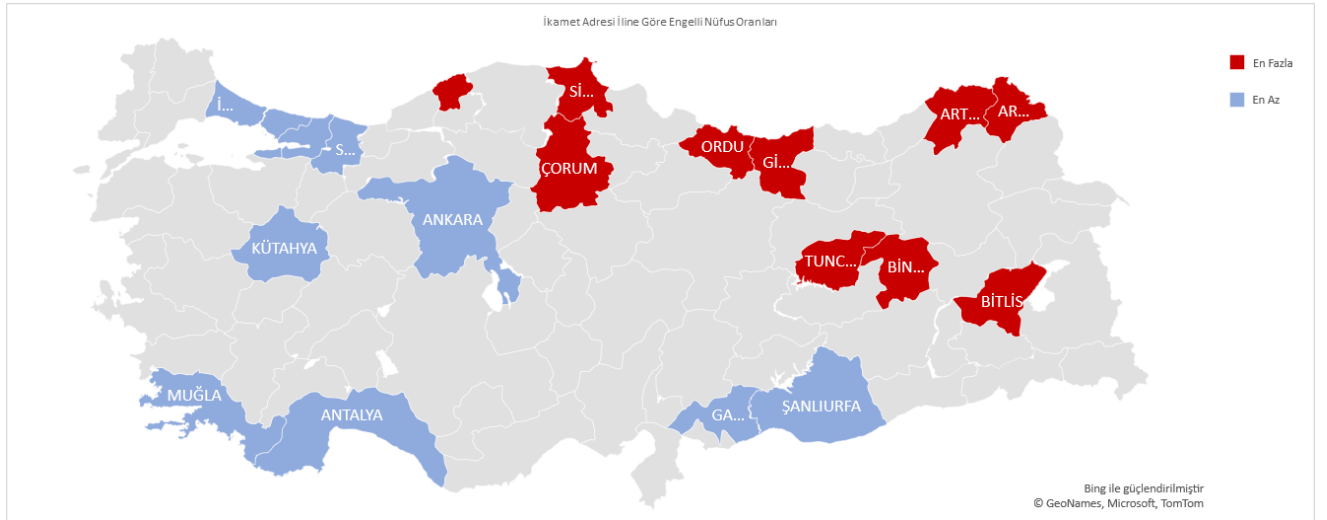 İkamet Adresi İline Göre Engelli Nüfus Oranları
En Fazla
En Az
İ...
Sİ...
ART...
AR...
S...
ORDU
Gİ...
ÇORUM
ANKARA
KÜTAHYA
TUNC...
BİN...
BİTLİS
MUĞLA
ANTALYA
GA...
ŞANLIURFA
Bing ile güçlendirilmiştir
© GeoNames, Microsoft, TomTom